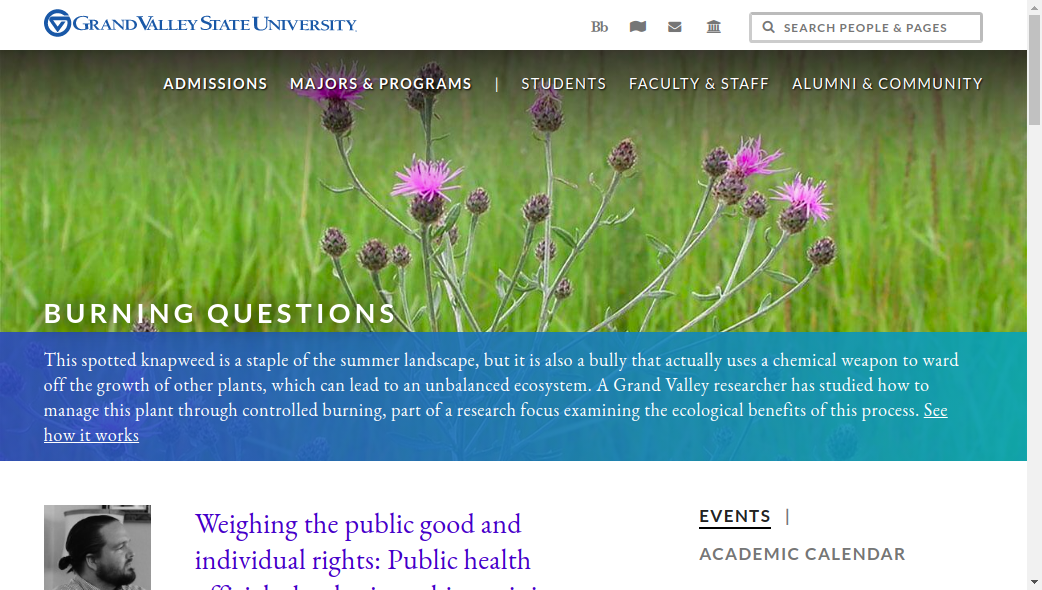 GRAND VALLEY STATE UNIVERSITY
Bb
SEARCH PEOPLE & PAGES
ADMISSIONS MAJORS & PROGRAMS | STUDENTS FACULTY & STAFF ALUMNI & COMMUNITY
BURNING QUESTIONS
This spotted knapweed is a staple of the summer landscape, but it is also a bully that actually uses a chemical weapon to ward
off the growth of other plants, which can lead to an unbalanced ecosystem. A Grand Valley researcher has studied how to
manage this plant through controlled burning, part of a research focus examining the ecological benefits of this process. See
how it works
Weighing the public good and
individual rights: Public health
EVENTS |
ACADEMIC CALENDAR